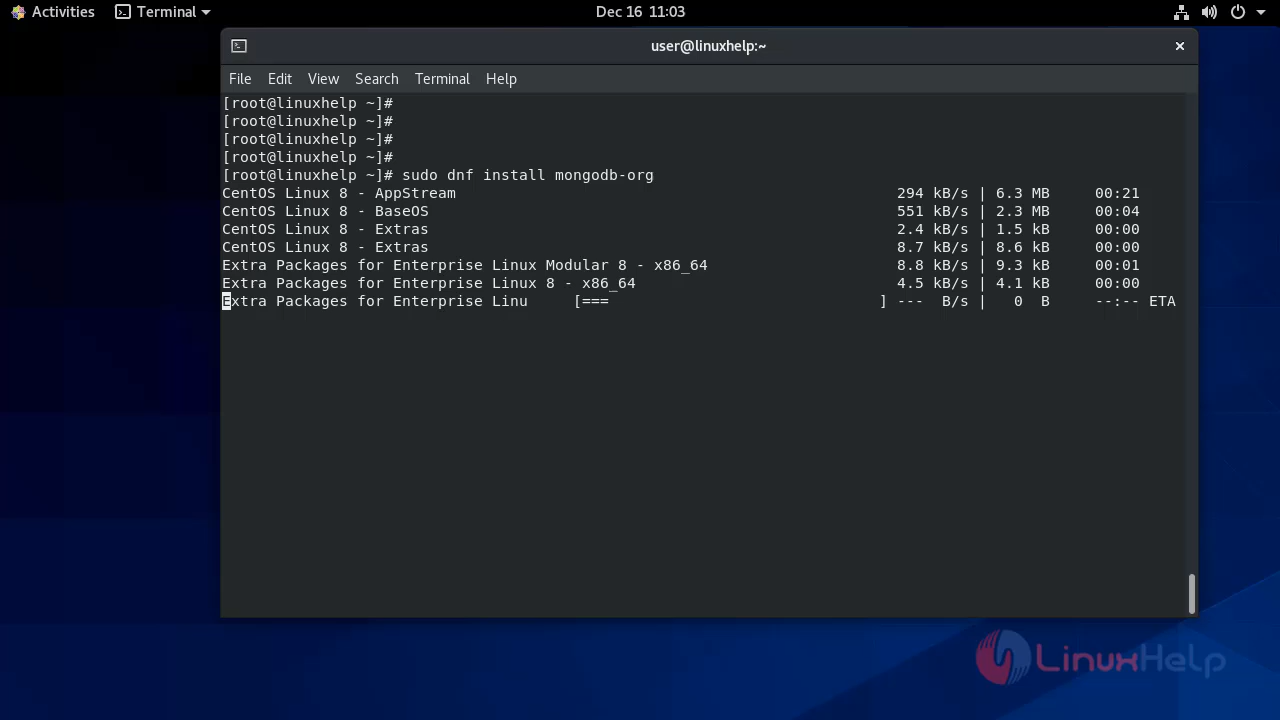 Activities
Terminal
Dec 16 11:03
user@linuxhelp:~
File Edit View Search Terminal Help
[root@linuxhelp ~]#
[root@linuxhelp ~]#
[root@linuxhelp ~]#
[root@linuxhelp ~]#
[root@linuxhelp ~]# sudo dnf install mongodb-org
CentOS Linux 8 - AppStream 294 kB/s | 6.3 MB 00:21
CentOS Linux 8 - BaseOS 551 kB/s | 2.3 MB 00:04
CentOS Linux 8 - Extras 2.4 kB/s | 1.5 kB 00:00
CentOS Linux 8 - Extras 8.7 kB/s | 8.6 kB 00:00
Extra Packages for Enterprise Linux Modular 8 - x86_64 8.8 kB/s | 9.3 kB 00:01
Extra Packages for Enterprise Linux 8 - x86_64 4.5 kB/s | 4.1 kB 00:00
Extra Packages for Enterprise Linu [=== ] --- B/s | 0 B --:-- ETA
LinuxHelp